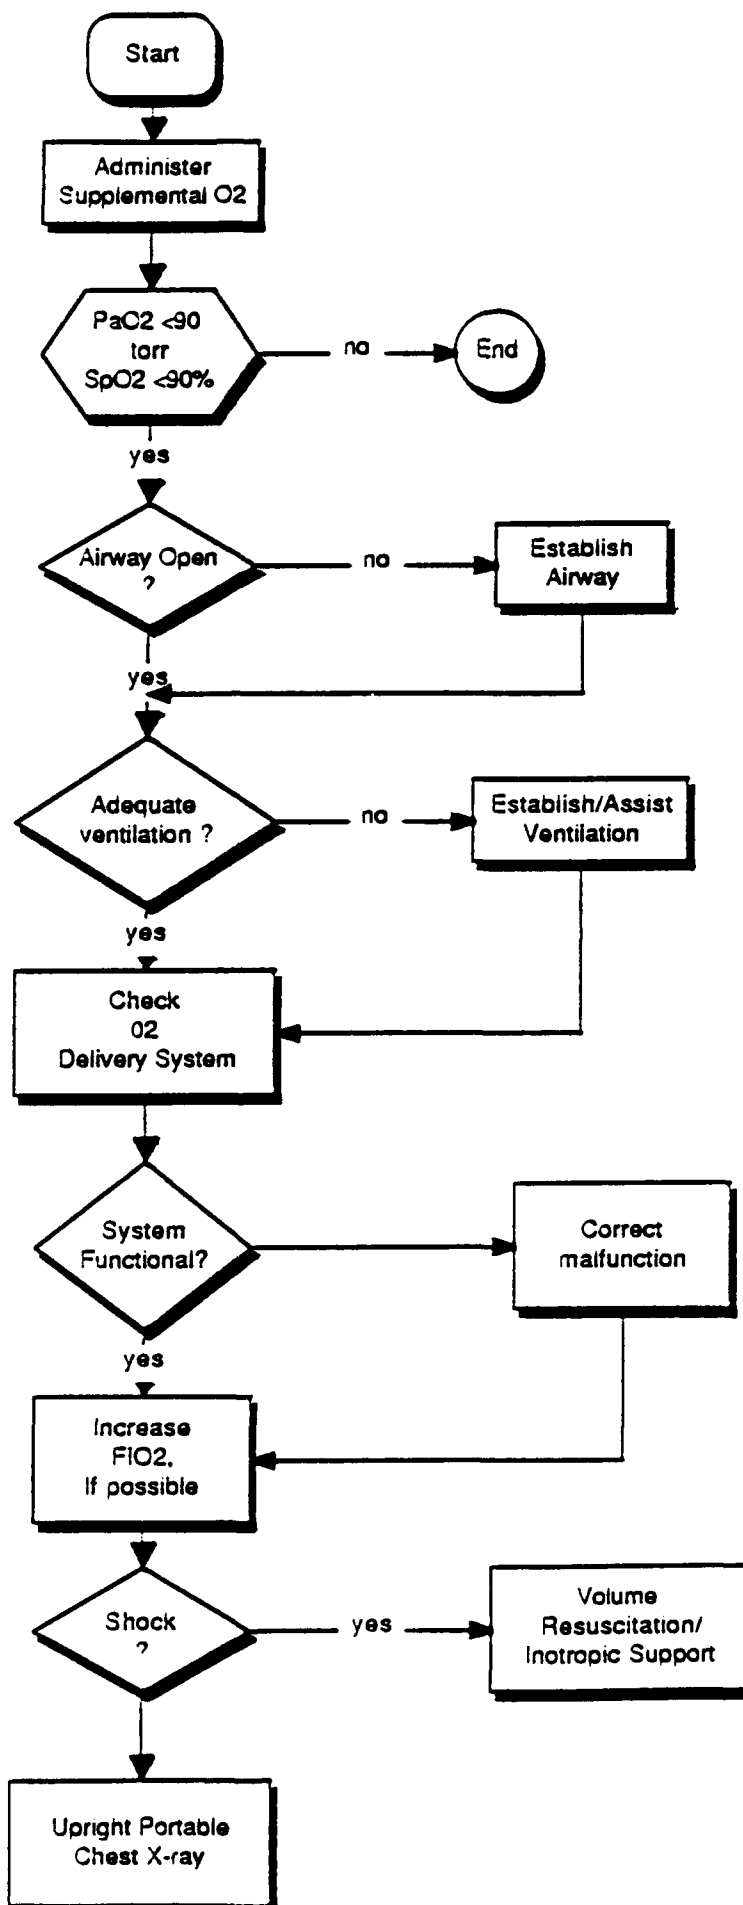 Start
Administer
Supplemental O2
PaO2 <90
torr
SpO2 <90%
no
End
yes
Airway Open
?
no
Establish
Airway
yes
Adequate
ventilation ?
no
Establish/Assist
Ventilation
yes
Check
02
Delivery System
System
Functional?
Correct
malfunction
yes
Increase
FIO2,
If possible
Shock
?
yes
Volume
Resuscitation/
Inotropic Support
Upright Portable
Chest X-ray